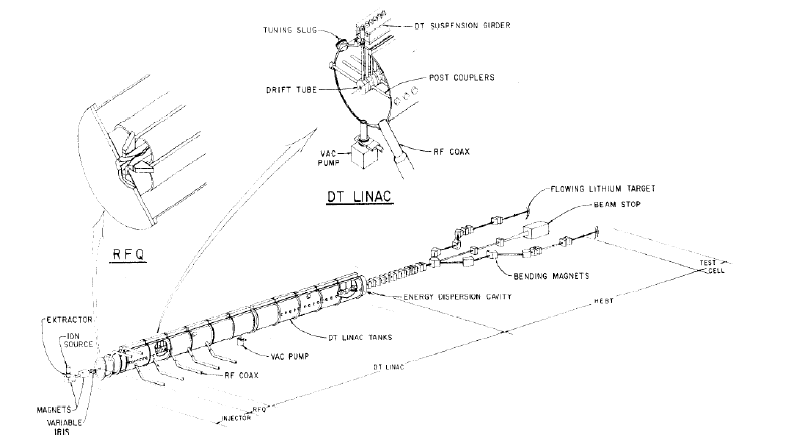 TUNING SLUG
DT SUSPENSION GIRDER
DRIFT TUBE
POST COUPLERS
VAC
PUMP
RF COAX
DT LINAC
RFQ
FLOWING LITHIUM TARGET
BEAM STOP
BENDING MAGNETS
TEST
CELL
ENERGY DISPERSION CAVITY
HEBT
EXTRACTOR
ION
SOURCE
DT LINAC TANKS
VAC PUMP
RF COAX
DT LINAC
MAGNETS
VARIABLE
IRIS
INJECTOR
RFQ